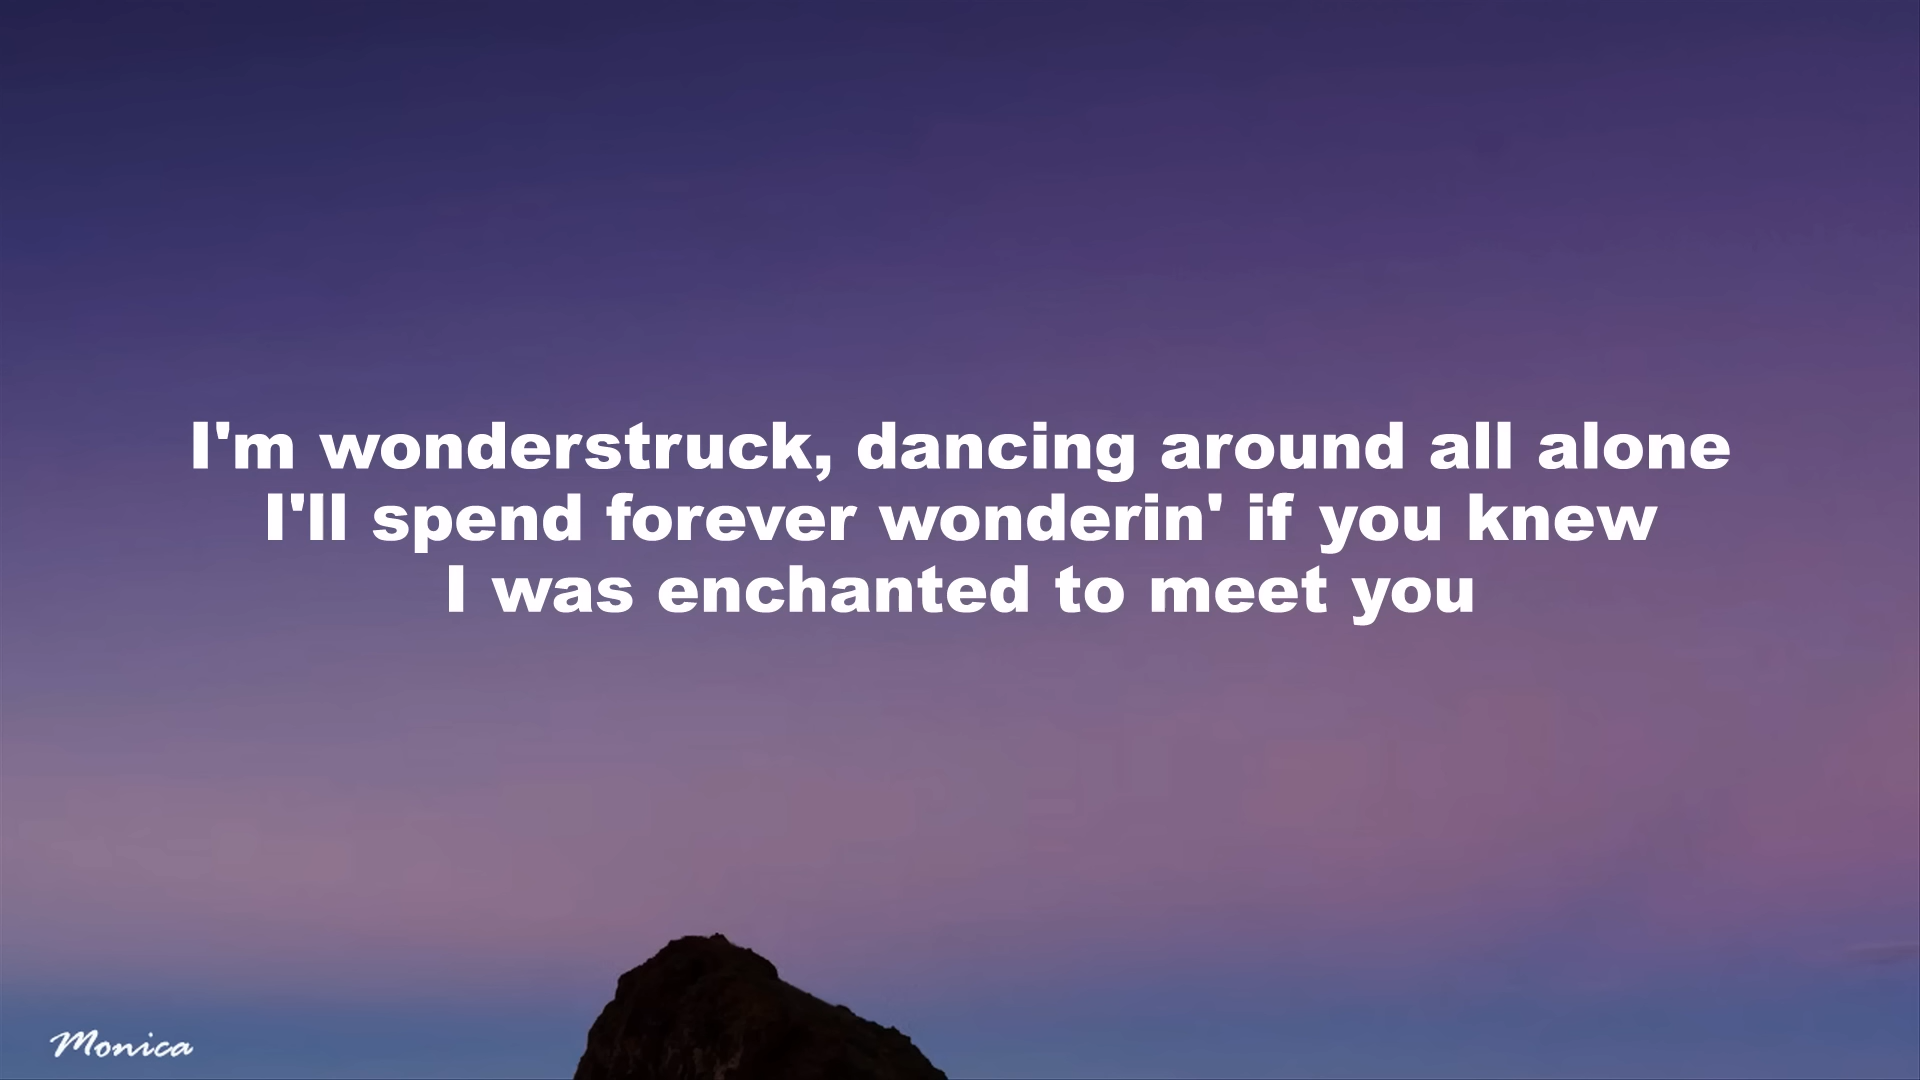 I'm wonderstruck, dancing around all alone
I'll spend forever wonderin' if you knew
I was enchanted to meet you
Monica